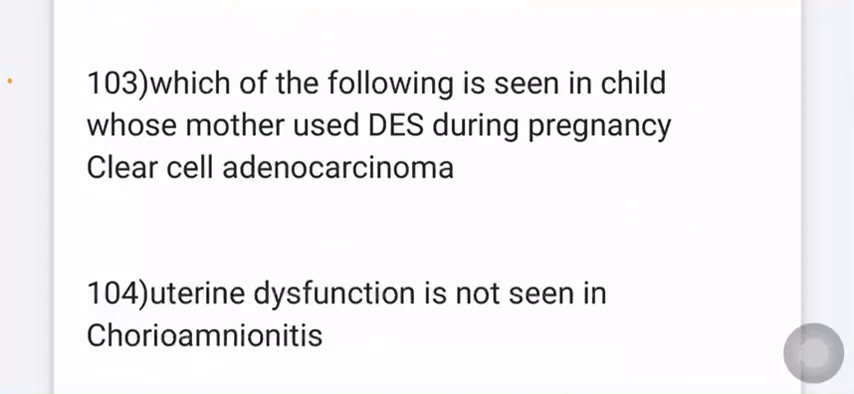 103)which of the following is seen in child
whose mother used DES during pregnancy
Clear cell adenocarcinoma
104)uterine dysfunction is not seen in
Chorioamnionitis